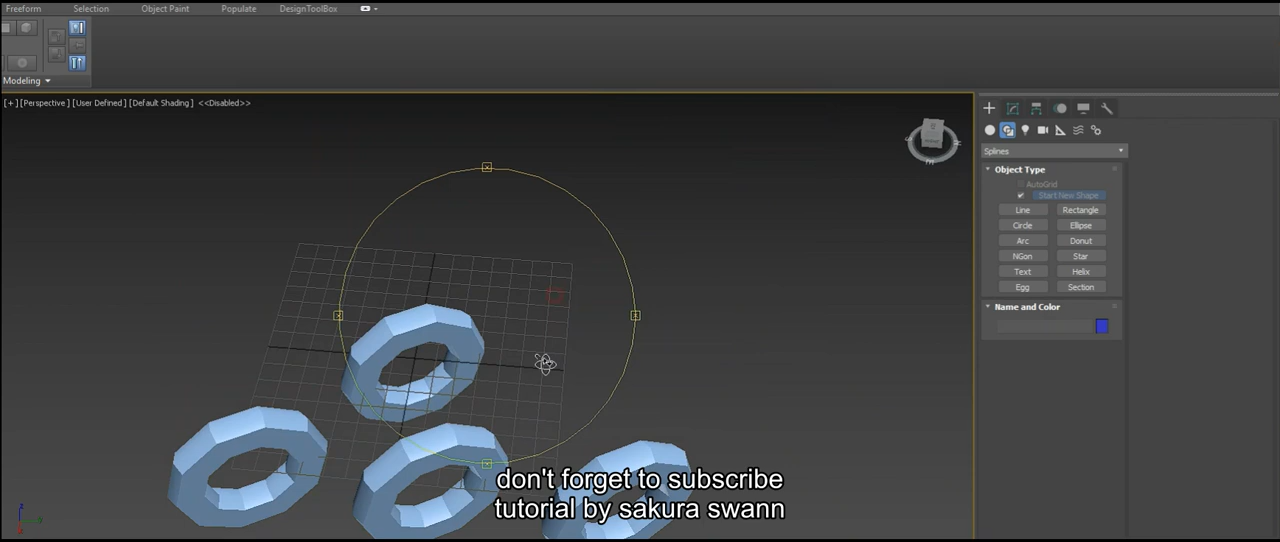 Freeform Selection Object Paint Populate DesignToolBox
Modeling
[+] [Perspective] [User Defined] [Default Shading] <<Disabled>>
Splines
Object Type
AutoGrid
Start New Shape
Line Rectangle
Circle Ellipse
Arc Donut
NGon Star
Text Helix
Egg Section
Name and Color
don't forget to subscribe
tutorial by sakura swann